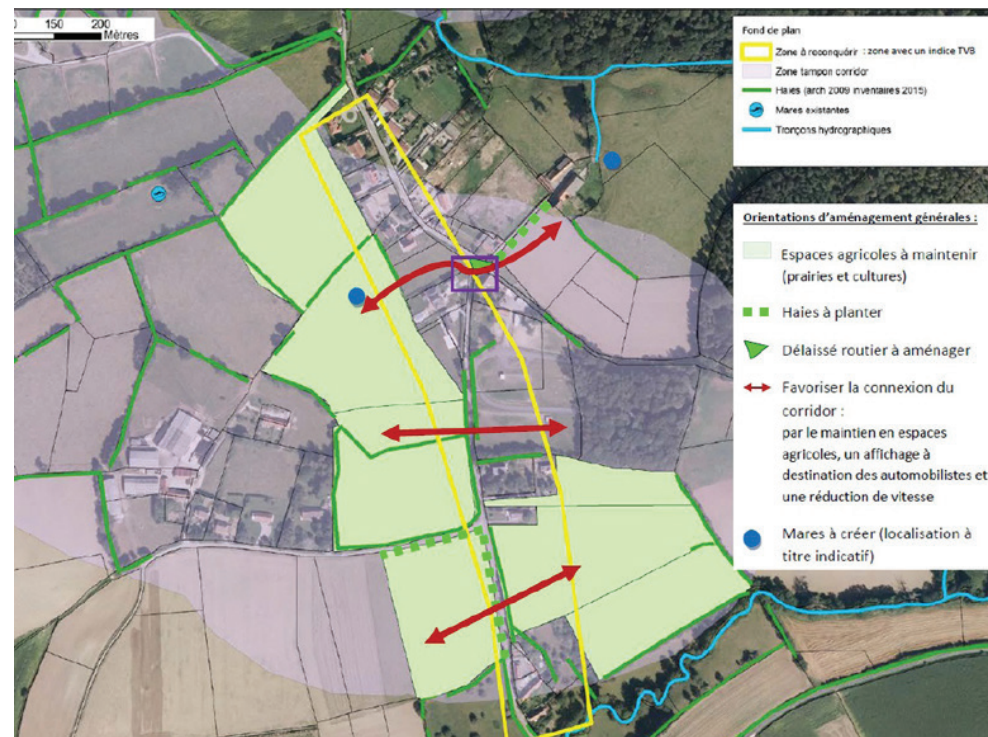 0 150 200
Mètres
Fond de plan
Zone à reconquérir : zone avec un indice TVB
Zone tampon corridor
Haies (arch 2009 inventaires 2015)
Mares existantes
Tronçons hydrographiques
Orientations d'aménagement générales :
Espaces agricoles à maintenir
(prairies et cultures)
Haies à planter
Délaissé routier à aménager
Favoriser la connexion du
corridor :
par le maintien en espaces
agricoles, un affichage à
destination des automobilistes et
une réduction de vitesse
Mares à créer (localisation à
titre indicatif)